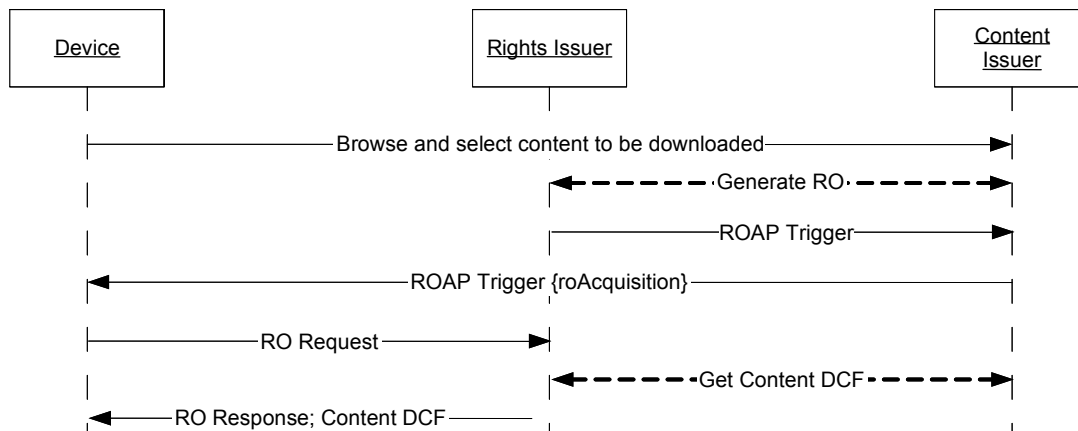 Device
Rights Issuer
Content
Issuer
Browse and select content to be downloaded
Generate RO
ROAP Trigger
ROAP Trigger {roAcquisition}
RO Request
Get Content DCF
RO Response; Content DCF